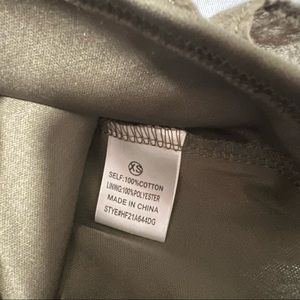 XS
SELF:100%COTTON
LINING:100%POLYESTER
MADE IN CHINA
STYE#HF21A644DG